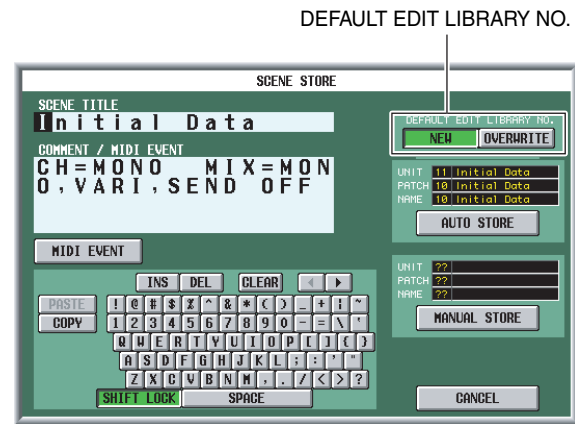 DEFAULT EDIT LIBRARY NO.
SCENE STORE
SCENE TITLE
Initial Data
COMMENT / MIDI EVENT
CH=MONO MIX=MON
O,VARI,SEND OFF
MIDI EVENT
DEFAULT EDIT LIBRARY NO.
NEW OVERWRITE
UNIT 11 Initial Data
PATCH 10 Initial Data
NAME 10 Initial Data
AUTO STORE
UNIT ??
PATCH ??
NAME ??
MANUAL STORE
INS DEL CLEAR
PASTE ! @ # $ % ^ & * ( ) _ + | ~
COPY 1 2 3 4 5 6 7 8 9 0 - = \ `
Q W E R T Y U I O P [ ] { }
A S D F G H J K L ; : ' "
Z X C V B N M , . / < > ?
SHIFT LOCK SPACE
CANCEL